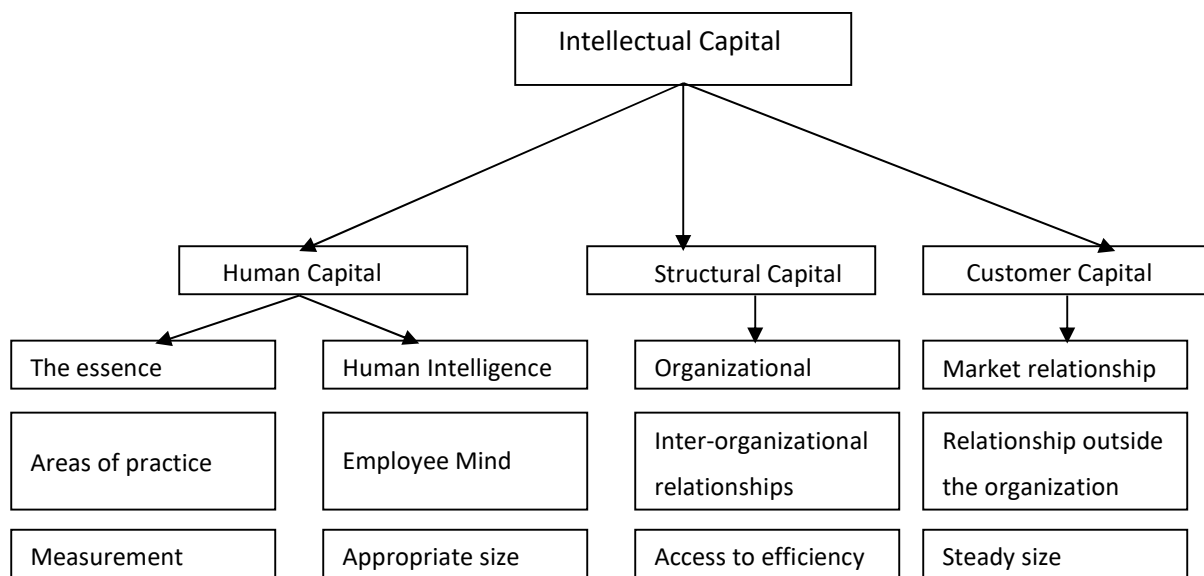 Intellectual Capital
Human Capital
Structural Capital
Customer Capital
The essence
Human Intelligence
Organizational
Market relationship
Areas of practice
Employee Mind
Inter-organizational
relationships
Relationship outside
the organization
Measurement
Appropriate size
Access to efficiency
Steady size